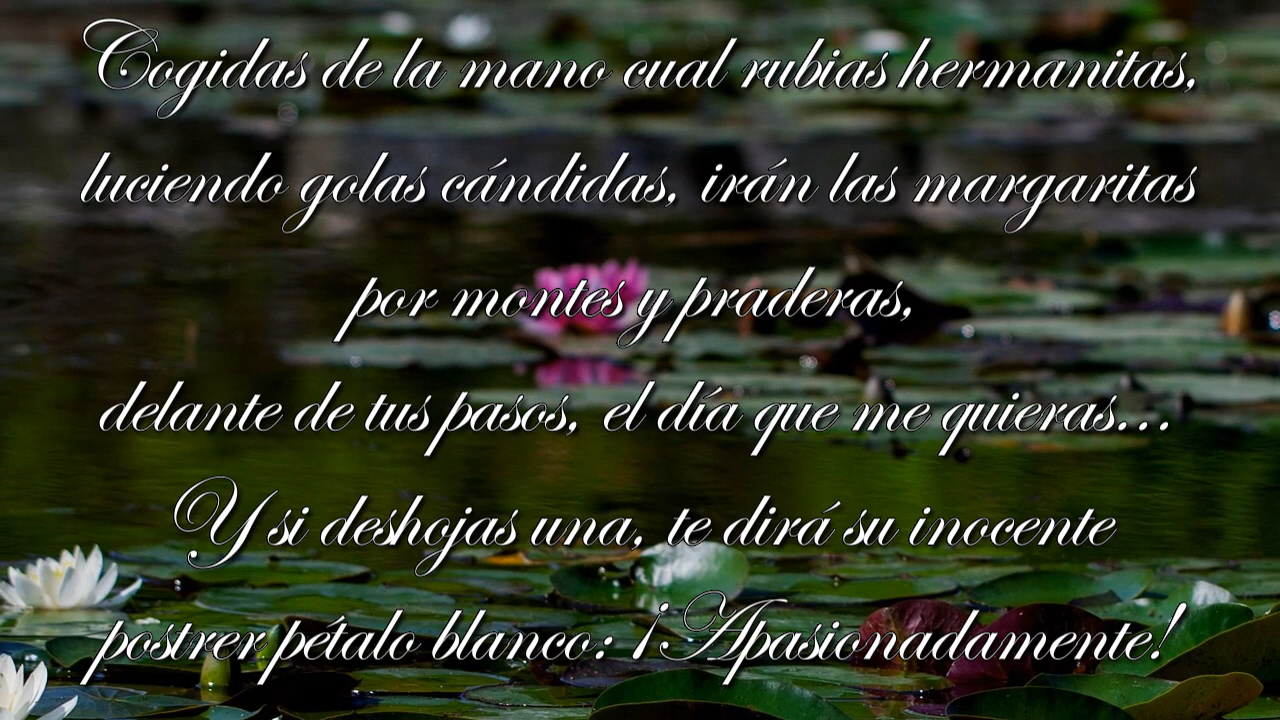 Cogidas de la mano cual rubias hermanitas,
luciendo golas cándidas, irán las margaritas
por montes y praderas,
delante de tus pasos, el día que me quieras...
Y si deshojas una, te dirá su inocente
postrer pétalo blanco: ¡Apasionadamente!